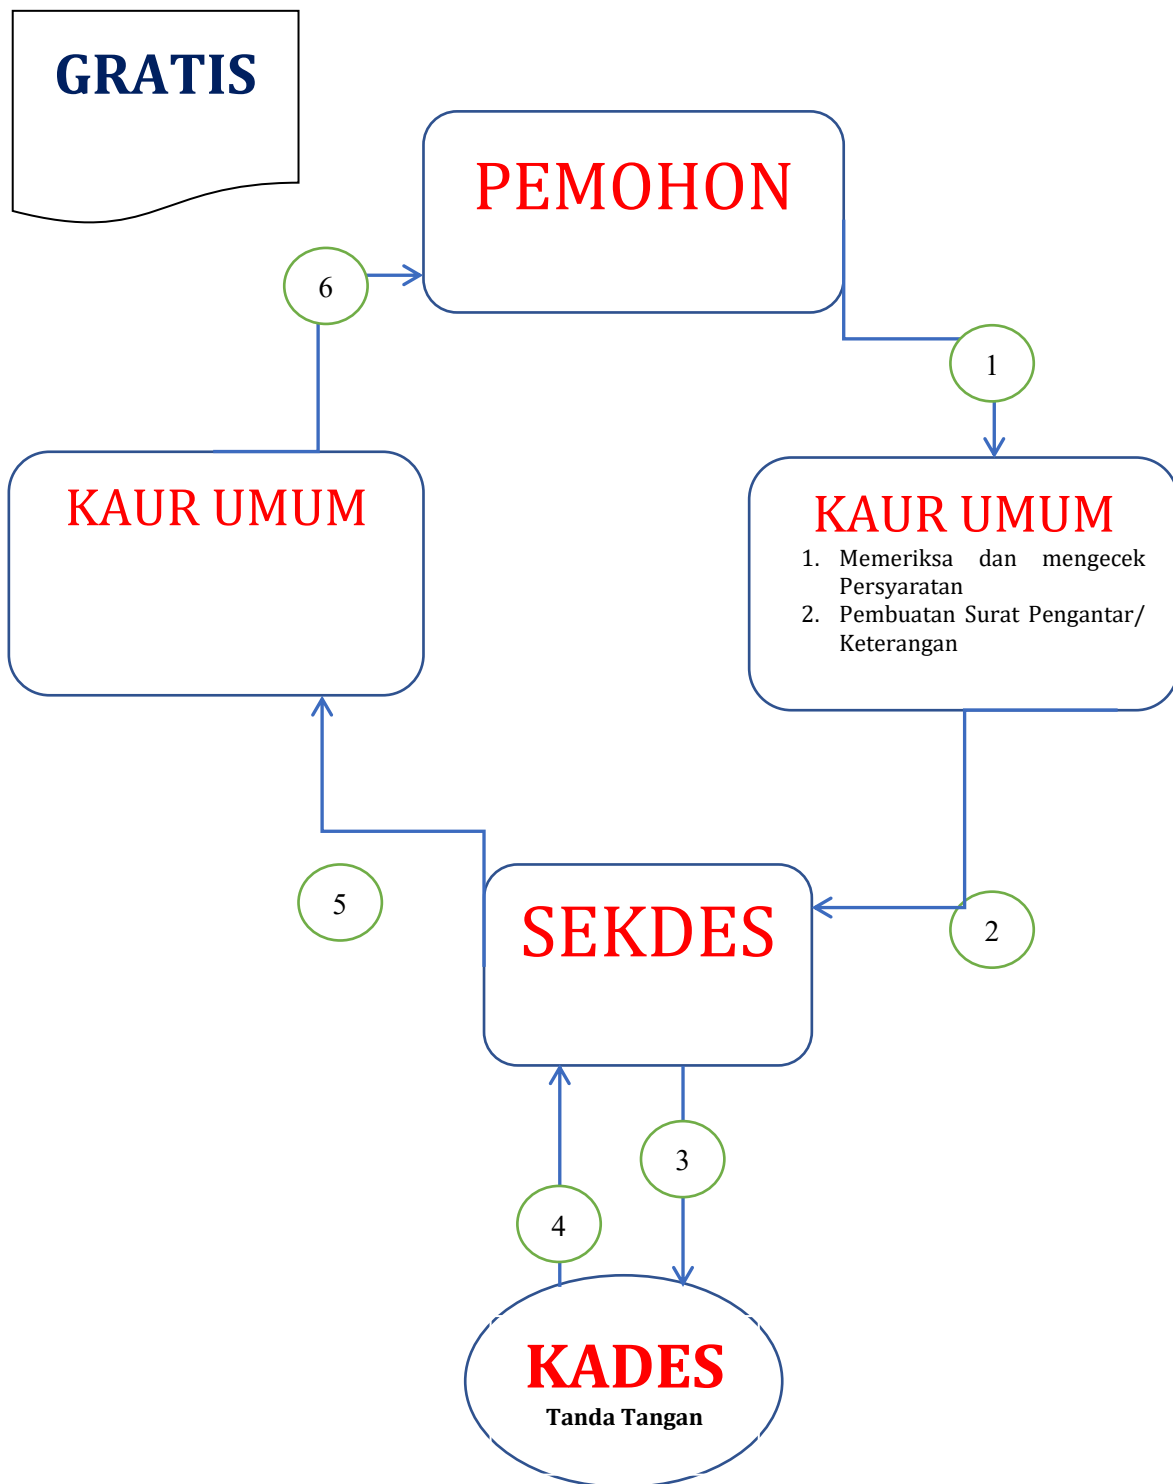 GRATIS
PEMOHON
6
1
KAUR UMUM
KAUR UMUM
1. Memeriksa dan mengecek
Persyaratan
2. Pembuatan Surat Pengantar/
Keterangan
5
SEKDES
2
3
4
KADES
Tanda Tangan